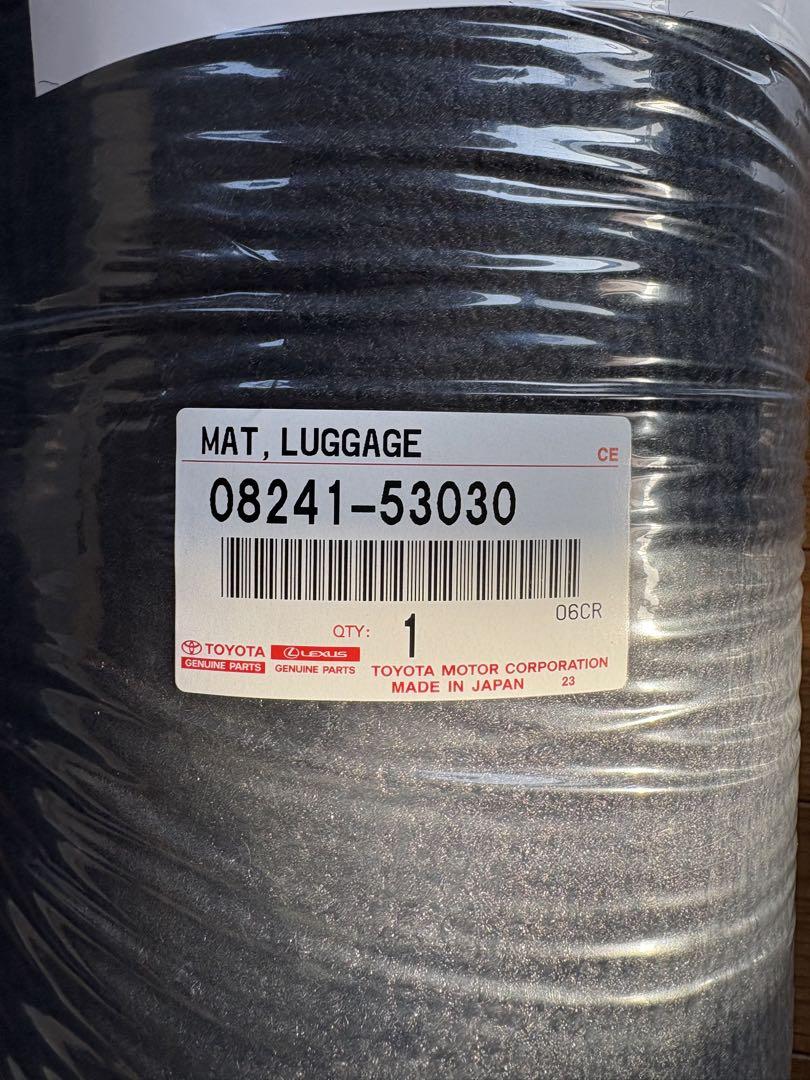 MAT, LUGGAGE
CE
08241-53030
06CR
QTY: 1
TOYOTA LEXUS
GENUINE PARTS GENUINE PARTS
TOYOTA MOTOR CORPORATION
MADE IN JAPAN 23